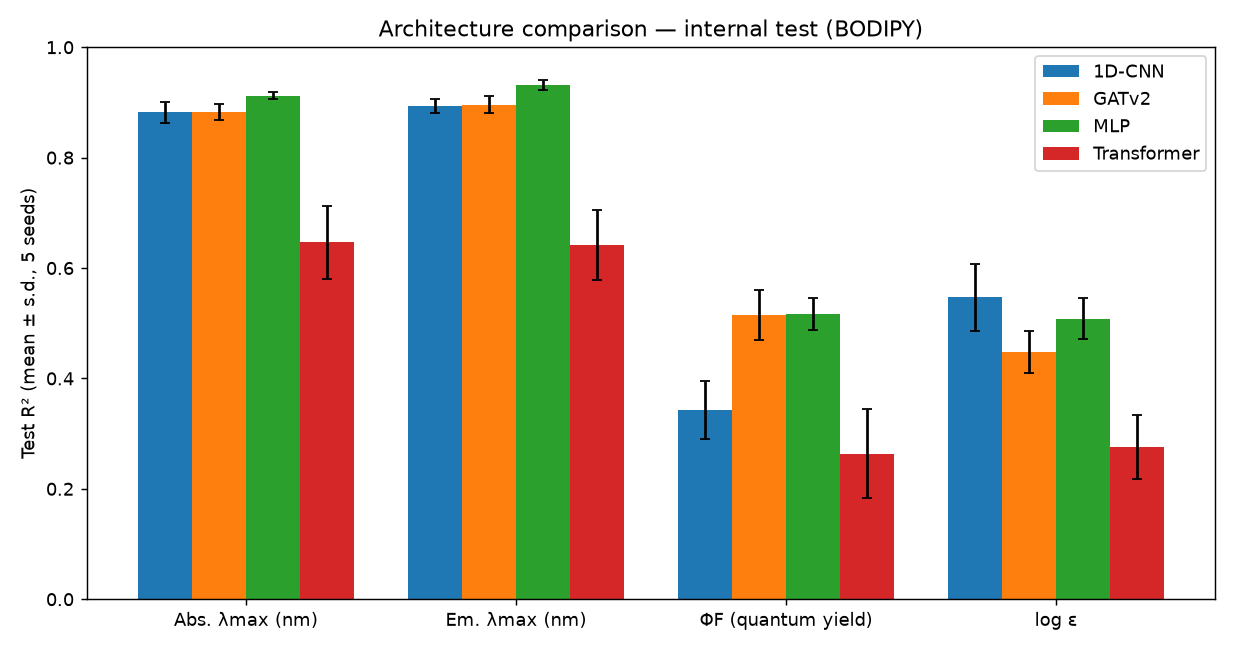 Architecture comparison — internal test (BODIPY)
Test R² (mean ± s.d., 5 seeds)
1.0
0.8
0.6
0.4
0.2
0.0
1D-CNN
GATv2
MLP
Transformer
Abs. λmax (nm)
Em. λmax (nm)
ΦF (quantum yield)
log ε